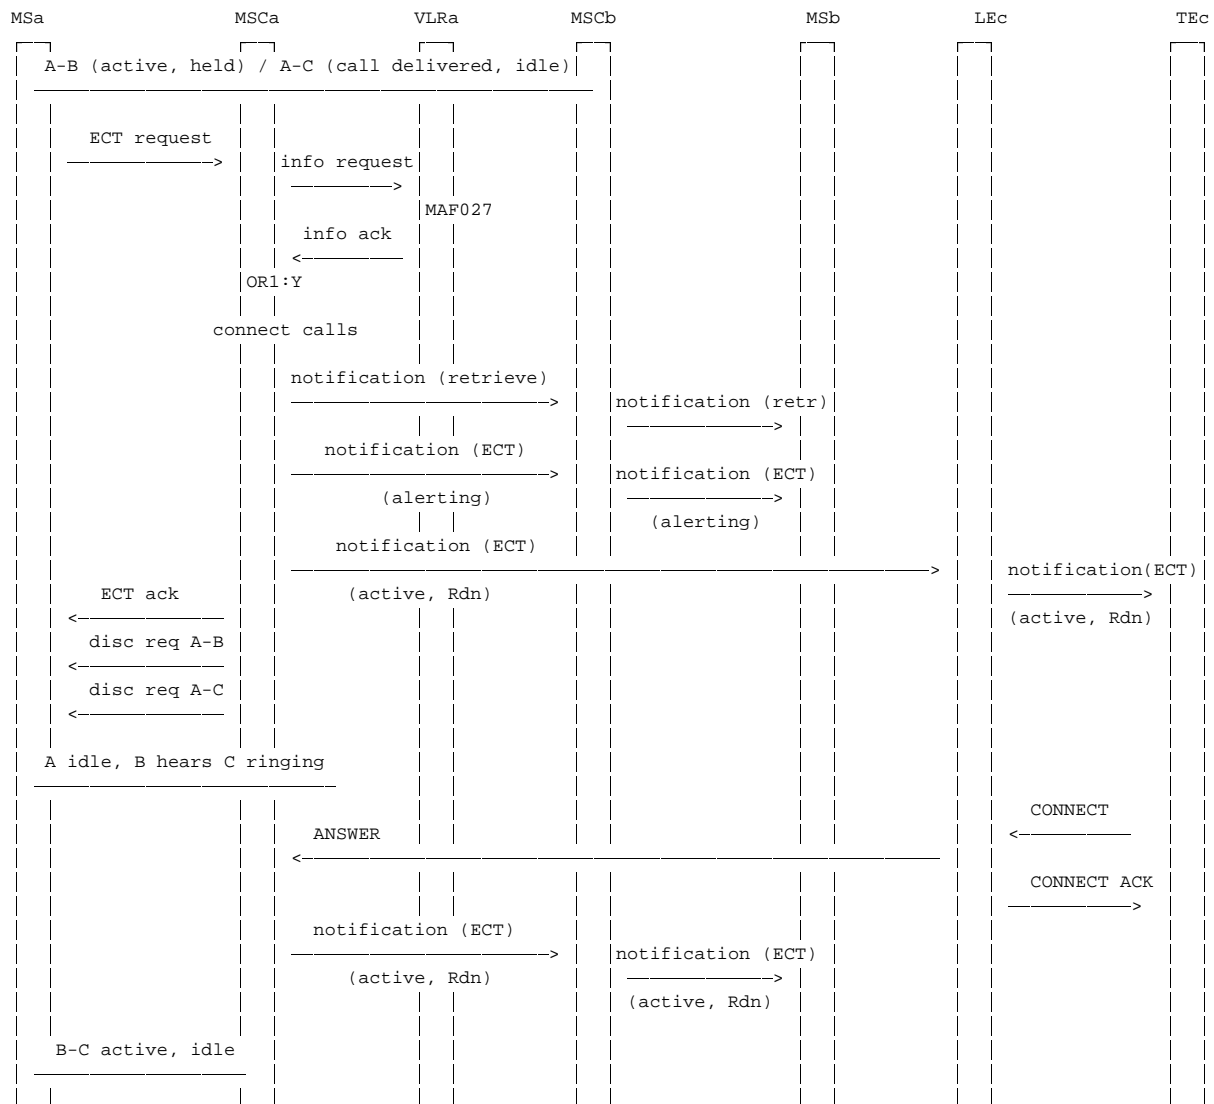 MSa MSCa VLRa MSCb MSb LEc TEc
A-B (active, held) / A-C (call delivered, idle)
ECT request
info request
MAF027
info ack
OR1:Y
connect calls
notification (retrieve)
notification (retr)
notification (ECT)
notification (ECT)
(alerting)
(alerting)
notification (ECT)
notification(ECT)
ECT ack (active, Rdn)
(active, Rdn)
disc req A-B
disc req A-C
A idle, B hears C ringing
CONNECT
ANSWER
CONNECT ACK
notification (ECT)
notification (ECT)
(active, Rdn)
(active, Rdn)
B-C active, idle